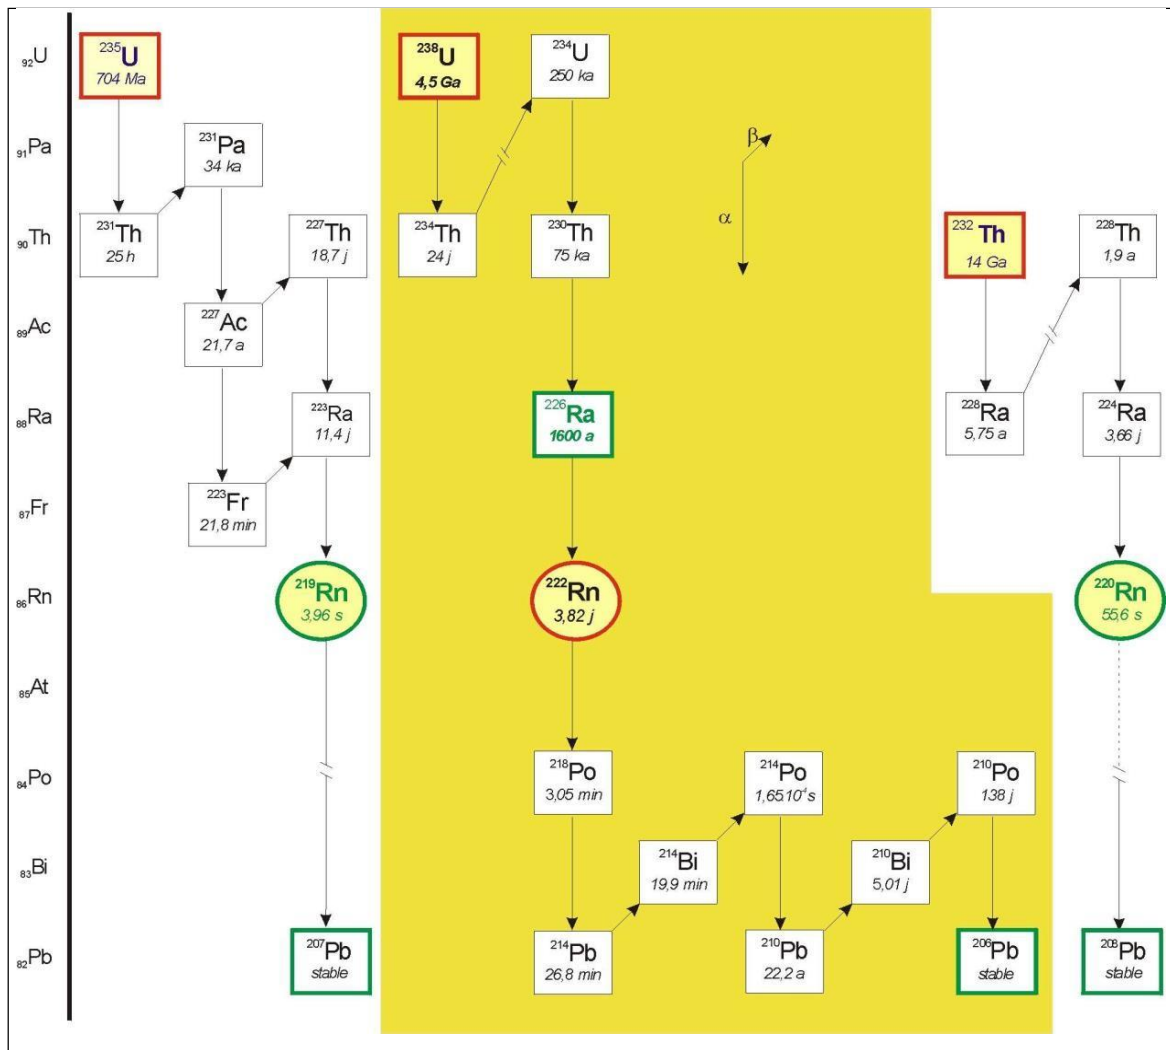 92U
235U
704 Ma
238U
4,5 Ga
234U
250 ka
91Pa
231Pa
34 ka
β
α
90Th
231Th
25 h
227Th
18,7 j
234Th
24 j
230Th
75 ka
232 Th
14 Ga
228Th
1,9 a
89Ac
227Ac
21,7 a
88Ra
223Ra
11,4 j
226Ra
1600 a
228Ra
5,75 a
224Ra
3,66 j
87Fr
223Fr
21,8 min
86Rn
219Rn
3,96 s
222Rn
3,82 j
220Rn
55,6 s
85At
84Po
218Po
3,05 min
214Po
1,65.10-4 s
210Po
138 j
83Bi
214Bi
19,9 min
210Bi
5,01 j
82Pb
207Pb
stable
214Pb
26,8 min
210Pb
22,2 a
206Pb
stable
208Pb
stable